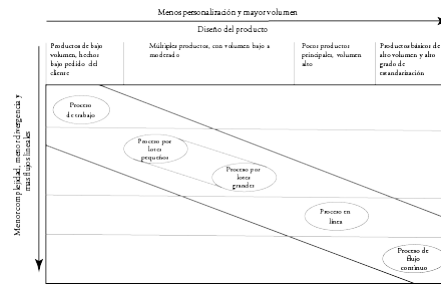 Menos personalización y mayor volumen
Diseño del producto
Productos de bajo
volumen, hechos
bajo pedido del
cliente
Múltiples productos, con volumen bajo a
moderado
Pocos productos
principales, volumen
alto
Productos básicos de
alto volumen y alto
grado de
estandarización
Menor complejidad, menor divergencia y
más flujos lineales
Proceso
de trabajo
Proceso por
lotes
pequeños
Proceso por
lotes
grandes
Proceso en
línea
Proceso de
flujo
continuo